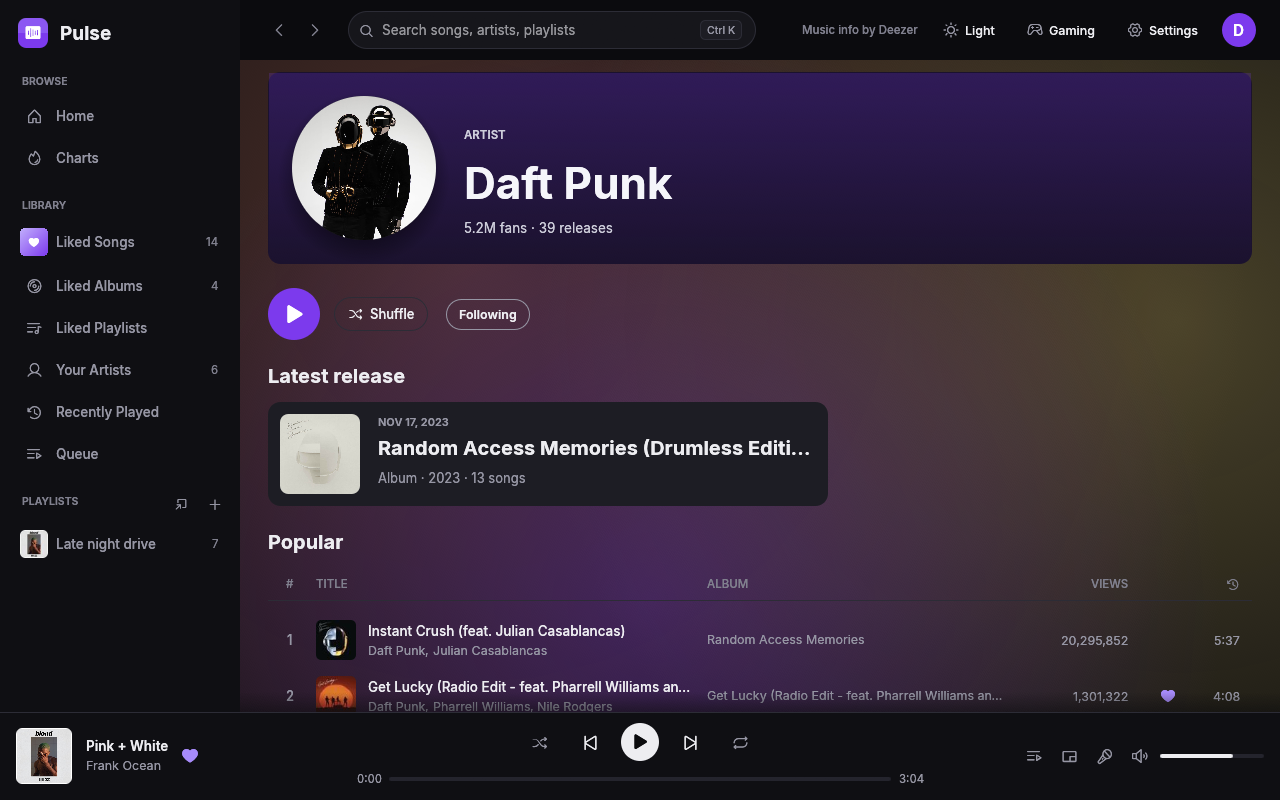 Pulse
Search songs, artists, playlists
Ctrl K
Music info by Deezer
Light
Gaming
Settings
D
BROWSE
Home
Charts
LIBRARY
Liked Songs 14
Liked Albums 4
Liked Playlists
Your Artists 6
Recently Played
Queue
PLAYLISTS
Late night drive 7
ARTIST
Daft Punk
5.2M fans · 39 releases
Shuffle
Following
Latest release
NOV 17, 2023
Random Access Memories (Drumless Editi...
Album · 2023 · 13 songs
Popular
# TITLE ALBUM VIEWS
1 Instant Crush (feat. Julian Casablancas) Random Access Memories 20,295,852 5:37
Daft Punk, Julian Casablancas
2 Get Lucky (Radio Edit - feat. Pharrell Williams an... Get Lucky (Radio Edit - feat. Pharrell Williams an... 1,301,322 4:08
Daft Punk, Pharrell Williams, Nile Rodgers
blond
Pink + White
Frank Ocean
0:00 3:04